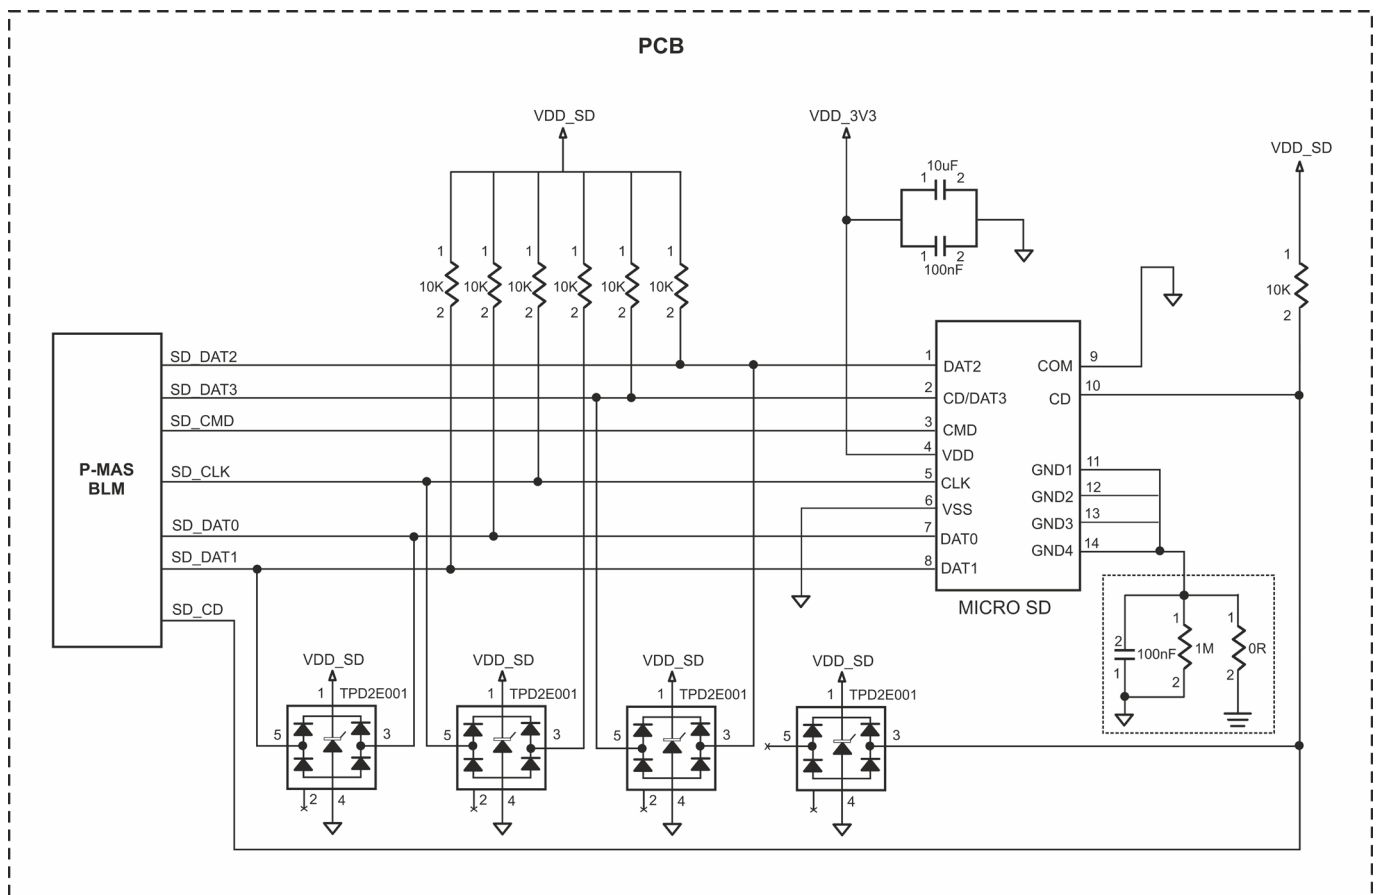 PCB
VDD_SD
VDD_3V3
VDD_SD
10uF
1 2
1 2
100nF
1 1 1 1 1 1
10K 10K 10K 10K 10K 10K
2 2 2 2 2 2
1
10K
2
P-MAS
BLM
SD_DAT2
SD_DAT3
SD_CMD
SD_CLK
SD_DAT0
SD_DAT1
SD_CD
1 DAT2
2 CD/DAT3
3 CMD
4 VDD
5 CLK
6 VSS
7 DAT0
8 DAT1
COM 9
CD 10
GND1 11
GND2 12
GND3 13
GND4 14
MICRO SD
2 100nF 1
1 1M 2
1 0R 2
VDD_SD
1 TPD2E001
5 3
2 4
VDD_SD
1 TPD2E001
5 3
2 4
VDD_SD
1 TPD2E001
5 3
2 4
VDD_SD
1 TPD2E001
5 3
2 4